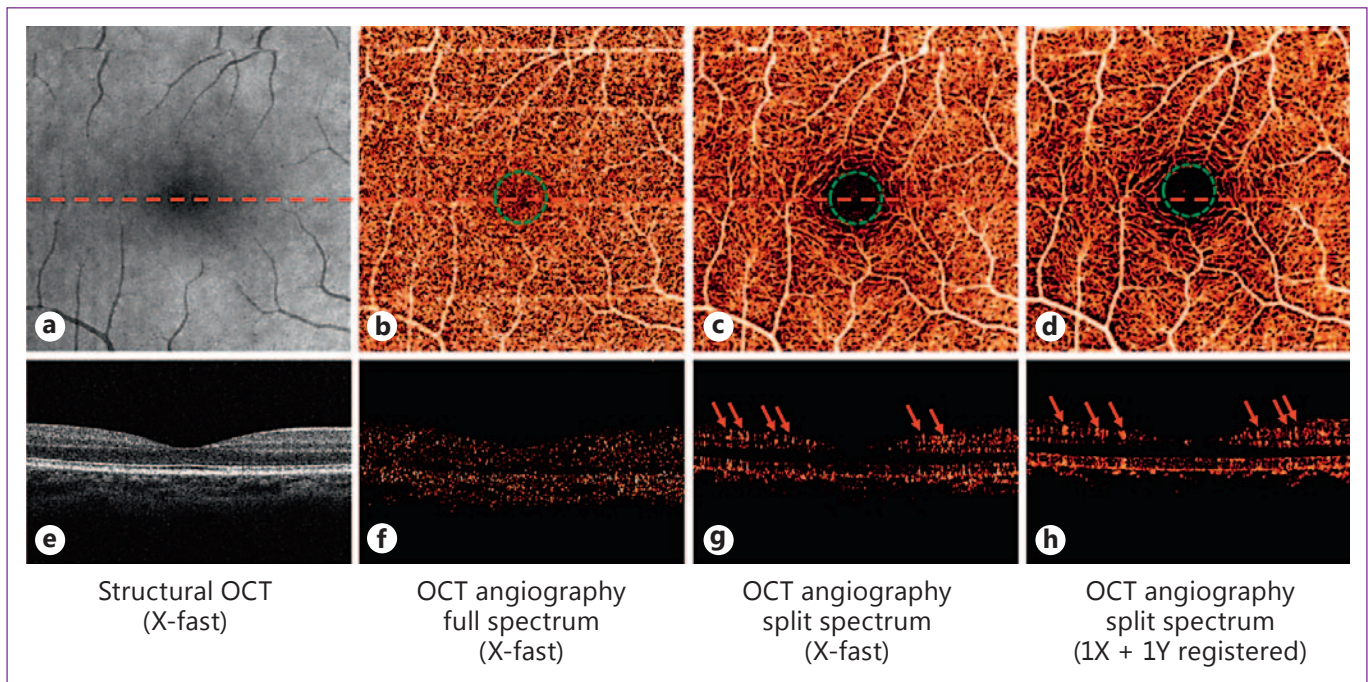 a
b
c
d
e
f
g
h
Structural OCT
(X-fast)
OCT angiography
full spectrum
(X-fast)
OCT angiography
split spectrum
(X-fast)
OCT angiography
split spectrum
(1X + 1Y registered)